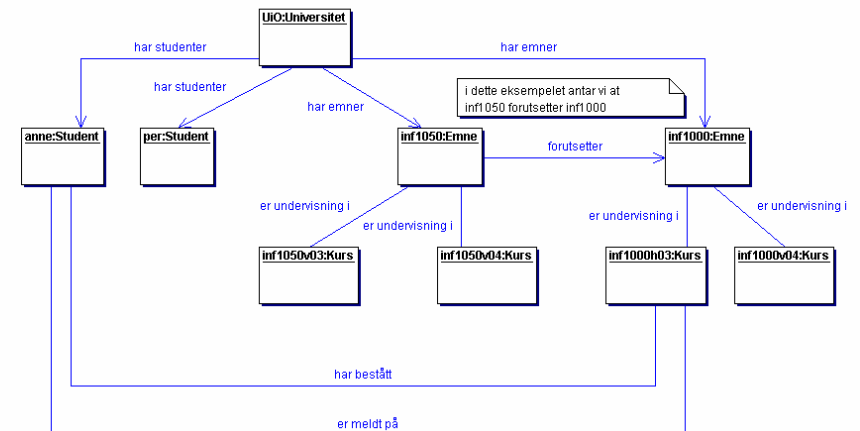 UiO:Universitet
har studenter
har emner
har studenter
i dette eksempelet antar vi at
inf1050 forutsetter inf1000
har emner
anne:Student
per:Student
inf1050:Emne
inf1000:Emne
forutsetter
er undervisning i
er undervisning i
er undervisning i
er undervisning i
inf1050v03:Kurs
inf1050v04:Kurs
inf1000h03:Kurs
inf1000v04:Kurs
har bestått
er meldt på